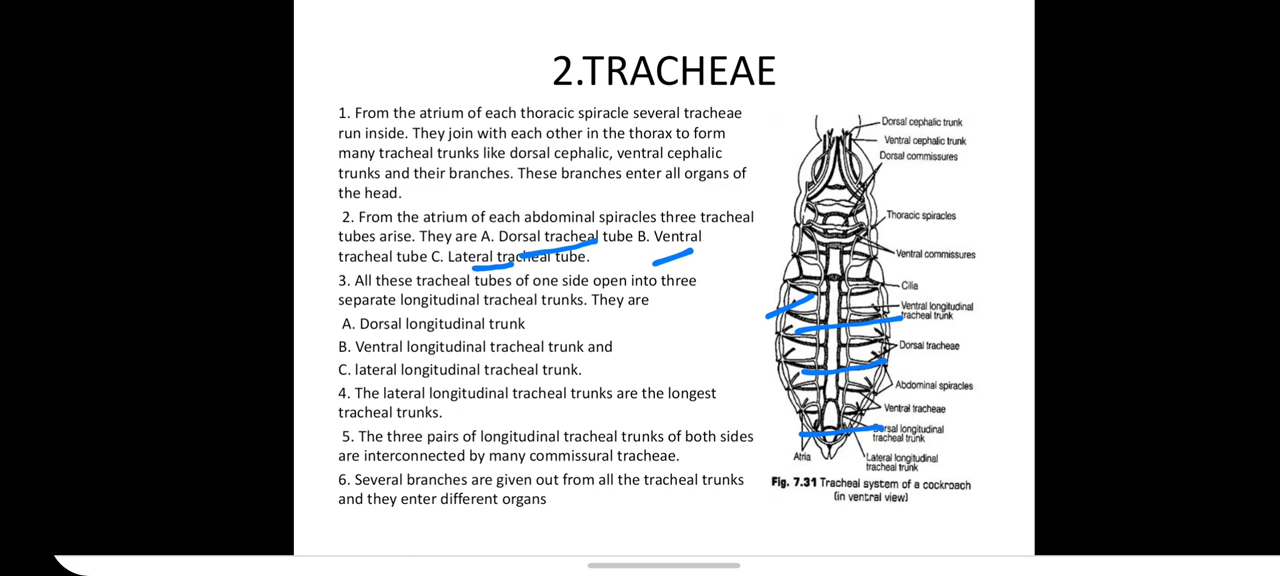 2.TRACHEAE
1. From the atrium of each thoracic spiracle several tracheae
run inside. They join with each other in the thorax to form
many tracheal trunks like dorsal cephalic, ventral cephalic
trunks and their branches. These branches enter all organs of
the head.
2. From the atrium of each abdominal spiracles three tracheal
tubes arise. They are A. Dorsal tracheal tube B. Ventral
tracheal tube C. Lateral tracheal tube.
3. All these tracheal tubes of one side open into three
separate longitudinal tracheal trunks. They are
A. Dorsal longitudinal trunk
B. Ventral longitudinal tracheal trunk and
C. lateral longitudinal tracheal trunk.
4. The lateral longitudinal tracheal trunks are the longest
tracheal trunks.
5. The three pairs of longitudinal tracheal trunks of both sides
are interconnected by many commissural tracheae.
6. Several branches are given out from all the tracheal trunks
and they enter different organs
Dorsal cephalic trunk
Ventral cephalic trunk
Dorsal commissures
Thoracic spiracles
Ventral commissures
Cilia
Ventral longitudinal
tracheal trunk
Dorsal tracheae
Abdominal spiracles
Ventral tracheae
Dorsal longitudinal
tracheal trunk
Atria
Lateral longitudinal
tracheal trunk
Fig. 7.31 Tracheal system of a cockroach
(in ventral view)